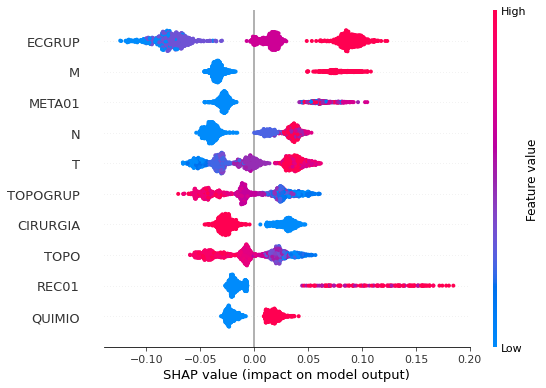 High
ECGRUP
M
META01
N
T
TOPOGRUP
CIRURGIA
TOPO
REC01
QUIMIO
Feature value
Low
−0.10 −0.05 0.00 0.05 0.10 0.15 0.20
SHAP value (impact on model output)